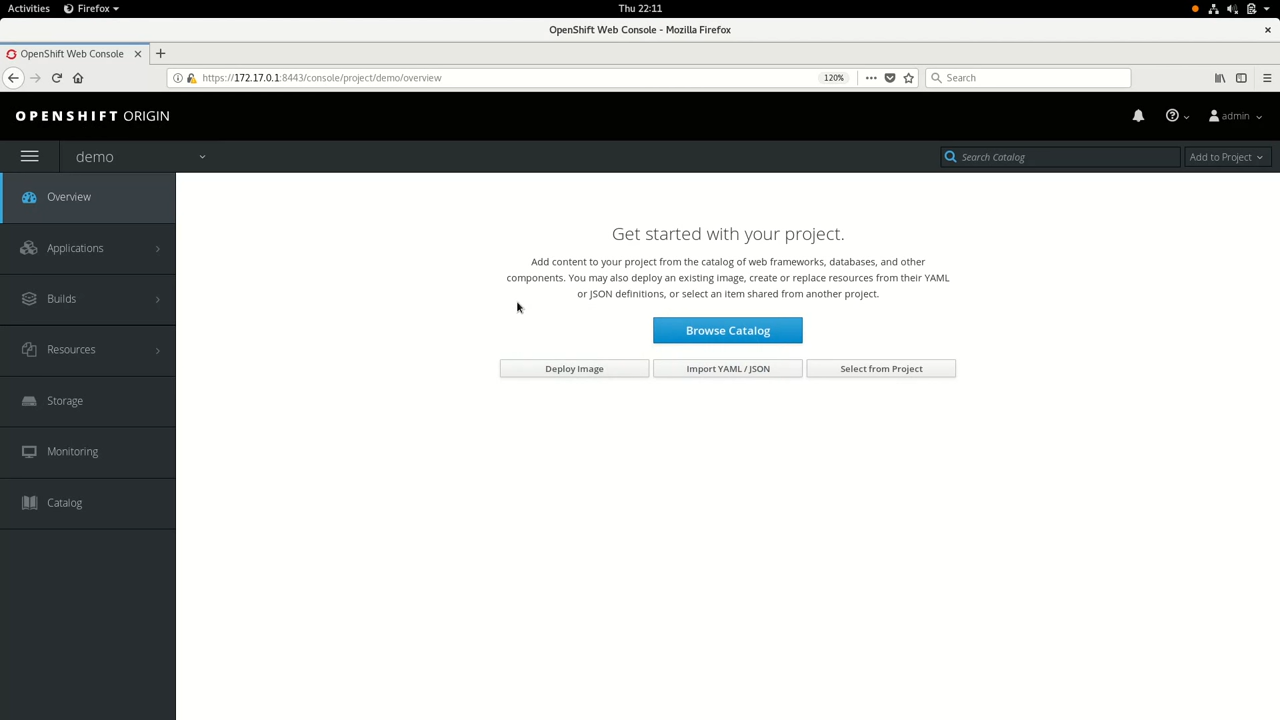 Activities Firefox Thu 22:11
OpenShift Web Console - Mozilla Firefox
OpenShift Web Console
https://172.17.0.1:8443/console/project/demo/overview 120% Search
OPENSHIFT ORIGIN admin
demo Search Catalog Add to Project
Overview
Applications
Builds
Resources
Storage
Monitoring
Catalog
Get started with your project.
Add content to your project from the catalog of web frameworks, databases, and other
components. You may also deploy an existing image, create or replace resources from their YAML
or JSON definitions, or select an item shared from another project.
Browse Catalog
Deploy Image Import YAML / JSON Select from Project